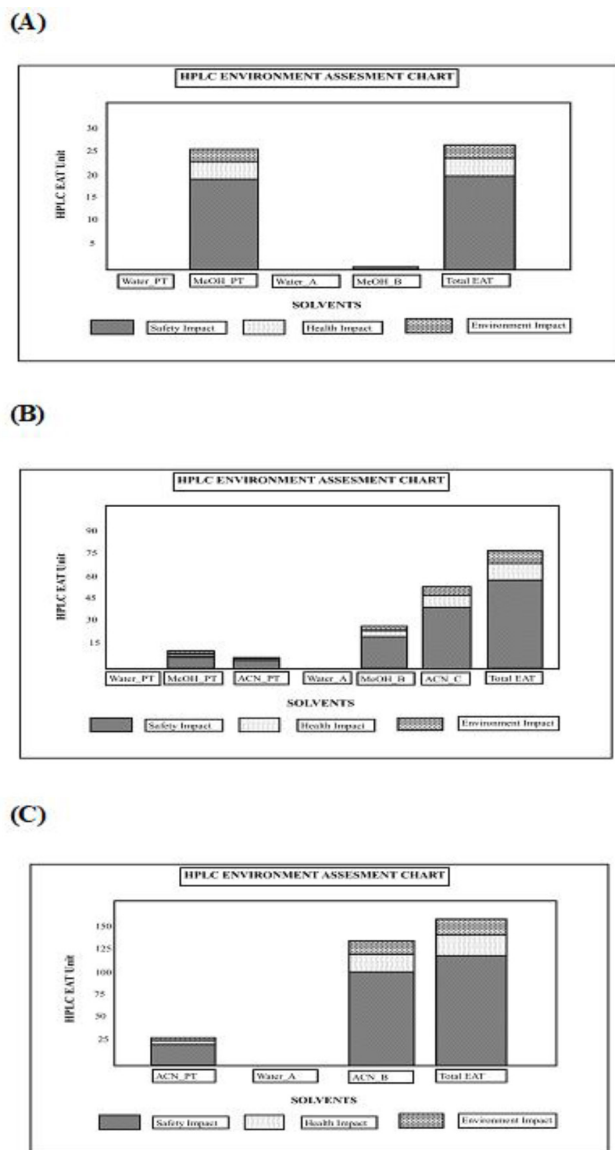 (A)
HPLC ENVIRONMENT ASSESMENT CHART
HPLC EAT Unit
30
25
20
15
10
5
Water_PT MeOH_PT Water_A MeOH_B Total EAT
SOLVENTS
Safety Impact Health Impact Environment Impact
(B)
HPLC ENVIRONMENT ASSESMENT CHART
HPLC EAT Unit
90
75
60
45
30
15
Water_PT MeOH_PT ACN_PT Water_A MeOH_B ACN_C Total EAT
SOLVENTS
Safety Impact Health Impact Environment Impact
(C)
HPLC ENVIRONMENT ASSESMENT CHART
HPLC EAT Unit
150
125
100
75
50
25
ACN_PT Water_A ACN_B Total EAT
SOLVENTS
Safety Impact Health Impact Environment Impact